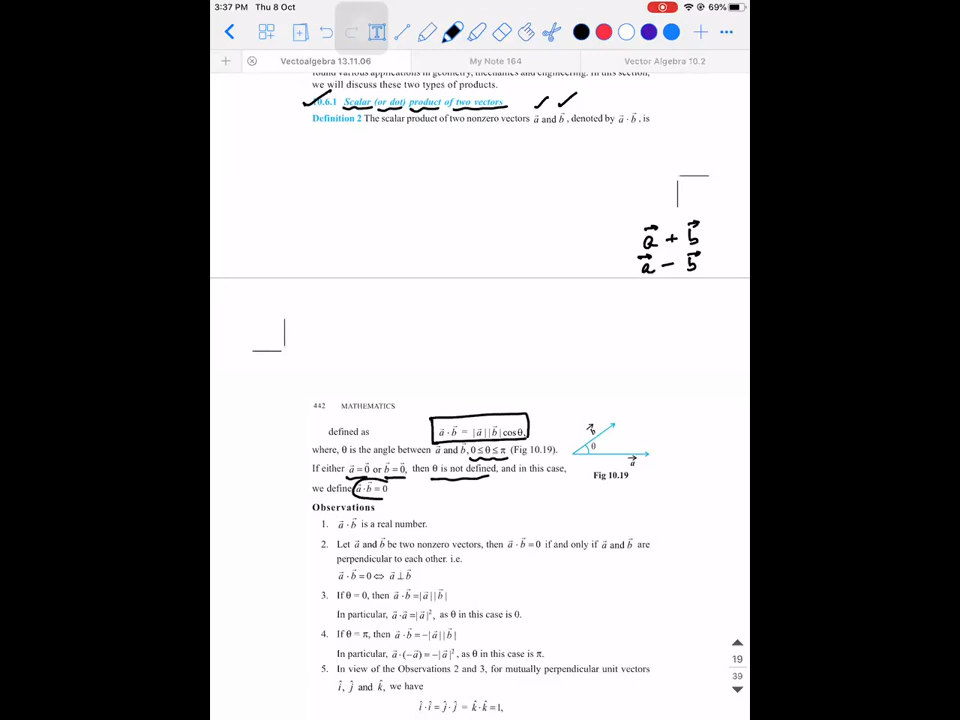 3:37 PM Thu 8 Oct
69%
T
Vectoalgebra 13.11.06
My Note 164
Vector Algebra 10.2
found various applications in geometry, mechanics and engineering. In this section,
we will discuss these two types of products.
10.6.1 Scalar (or dot) product of two vectors
Definition 2 The scalar product of two nonzero vectors a⃗ and b⃗, denoted by a⃗ · b⃗, is
a⃗ + b⃗
a⃗ − b⃗
442 MATHEMATICS
defined as a⃗ · b⃗ = |a⃗| |b⃗| cosθ,
where, θ is the angle between a⃗ and b⃗, 0 ≤ θ ≤ π (Fig 10.19).
If either a⃗ = 0⃗ or b⃗ = 0⃗, then θ is not defined, and in this case,
we define a⃗ · b⃗ = 0
b⃗
θ
a⃗
Fig 10.19
Observations
1. a⃗ · b⃗ is a real number.
2. Let a⃗ and b⃗ be two nonzero vectors, then a⃗ · b⃗ = 0 if and only if a⃗ and b⃗ are
perpendicular to each other. i.e.
a⃗ · b⃗ = 0 ⇔ a⃗ ⊥ b⃗
3. If θ = 0, then a⃗ · b⃗ = |a⃗| |b⃗|
In particular, a⃗ · a⃗ = |a⃗|², as θ in this case is 0.
4. If θ = π, then a⃗ · b⃗ = −|a⃗| |b⃗|
In particular, a⃗ · (−a⃗) = −|a⃗|², as θ in this case is π.
5. In view of the Observations 2 and 3, for mutually perpendicular unit vectors
î, ĵ and k̂, we have
î · î = ĵ · ĵ = k̂ · k̂ = 1,
19
39